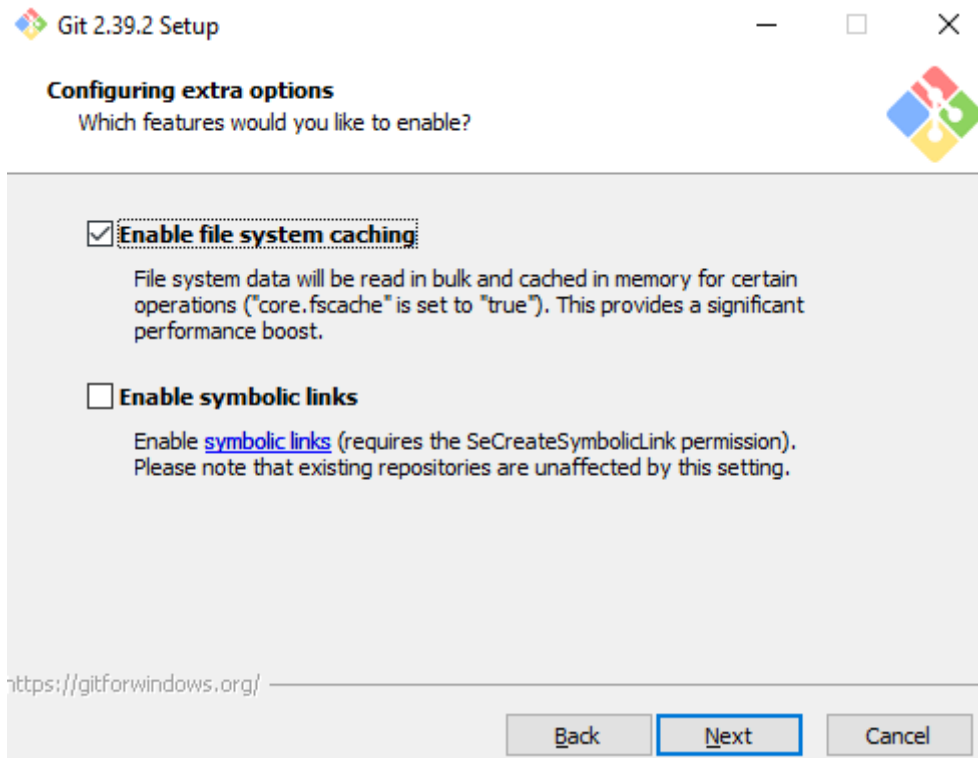 Git 2.39.2 Setup
Configuring extra options
Which features would you like to enable?
Enable file system caching
File system data will be read in bulk and cached in memory for certain
operations ("core.fscache" is set to "true"). This provides a significant
performance boost.
Enable symbolic links
Enable symbolic links (requires the SeCreateSymbolicLink permission).
Please note that existing repositories are unaffected by this setting.
https://gitforwindows.org/
Back Next Cancel